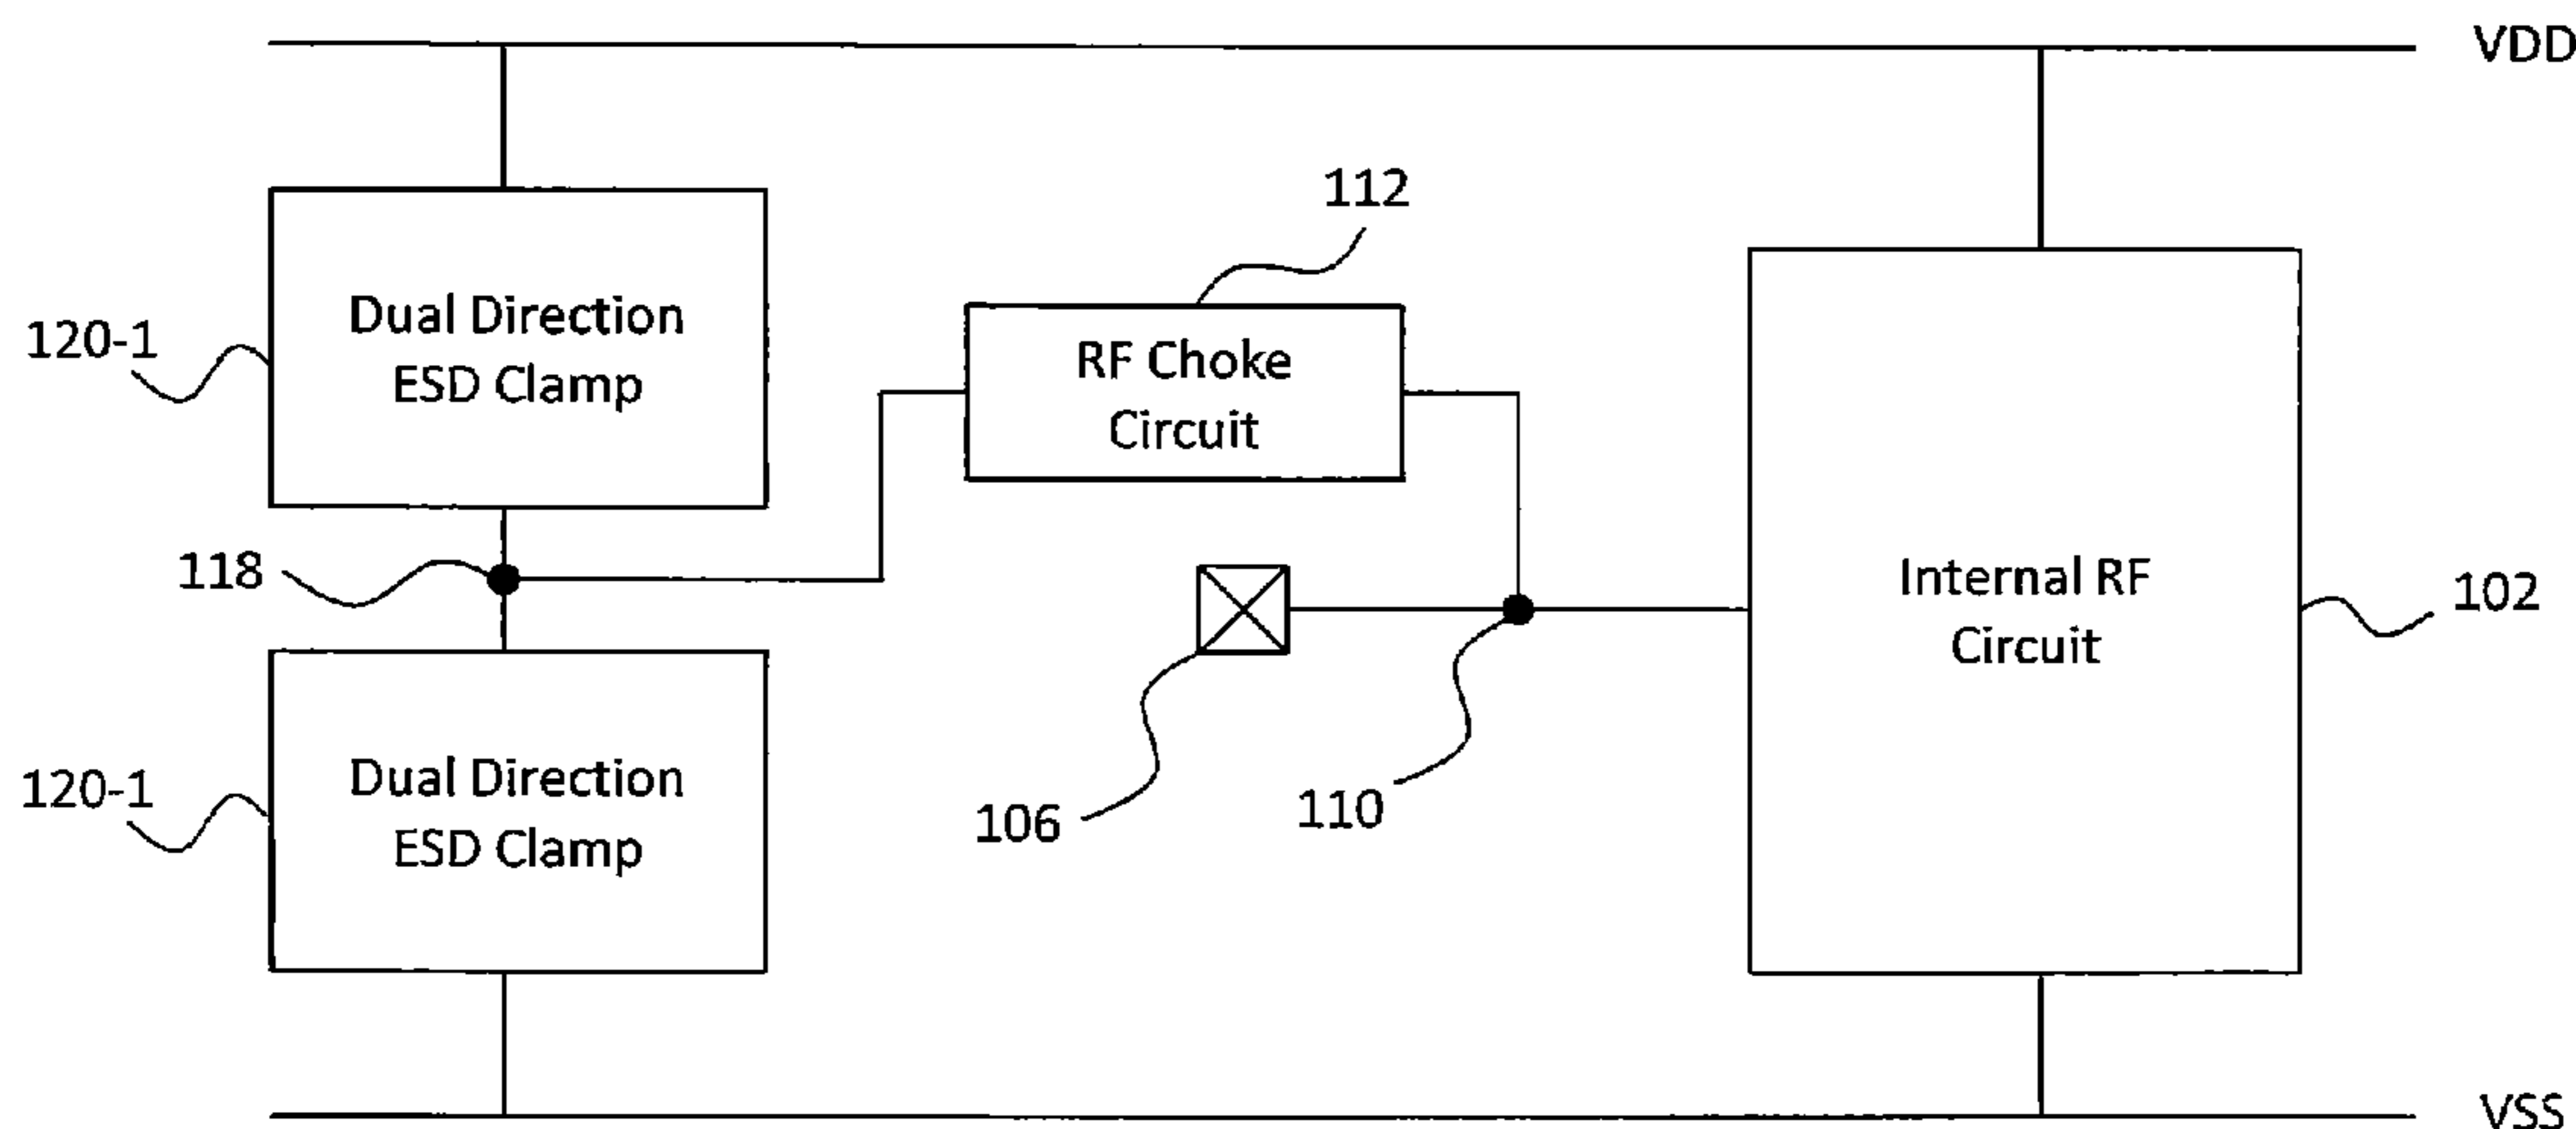 VDD
112
Dual Direction
ESD Clamp
120-1
RF Choke
Circuit
118
Internal RF
Circuit
102
Dual Direction
ESD Clamp
120-1
106
110
VSS